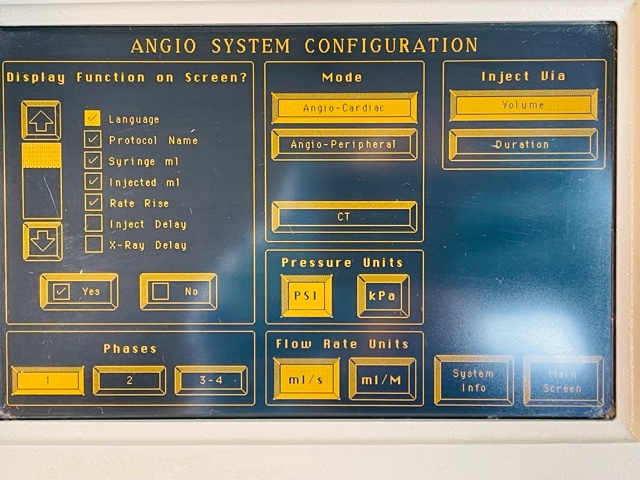 ANGIO SYSTEM CONFIGURATION
Display Function on Screen?
Language
Protocol Name
Syringe ml
Injected ml
Rate Rise
Inject Delay
X-Ray Delay
Yes
No
Phases
1
2
3-4
Mode
Angio-Cardiac
Angio-Peripheral
CT
Pressure Units
PSI
kPa
Flow Rate Units
ml/s
ml/M
Inject Via
Volume
Duration
System
Info
Main
Screen